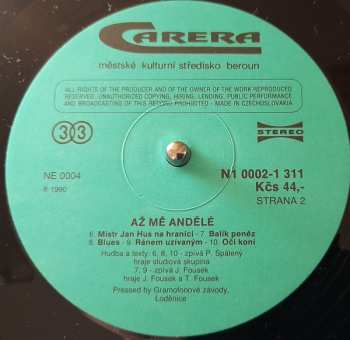 CARERA
městské kulturní středisko beroun
ALL RIGHTS OF THE PRODUCER AND OF THE OWNER OF THE WORK REPRODUCED
RESERVED. UNAUTHORIZED COPYING, HIRING, LENDING, PUBLIC PERFORMANCE
AND BROADCASTING OF THIS RECORD PROHIBITED - MADE IN CZECHOSLOVAKIA
33
STEREO
NE 0004
N1 0002-1 311
℗ 1990
Kčs 44,-
STRANA 2
AŽ MĚ ANDĚLÉ
6. Mistr Jan Hus na hranici - 7. Balík peněz
8. Blues - 9. Ránem uzívaným - 10. Oči koní
Hudba a texty: 6, 8, 10 - zpívá P. Spálený
hraje studiová skupina
7, 9 - zpívá J. Fousek
hraje J. Fousek a T. Fousek
Pressed by Gramofonové závody,
Loděnice